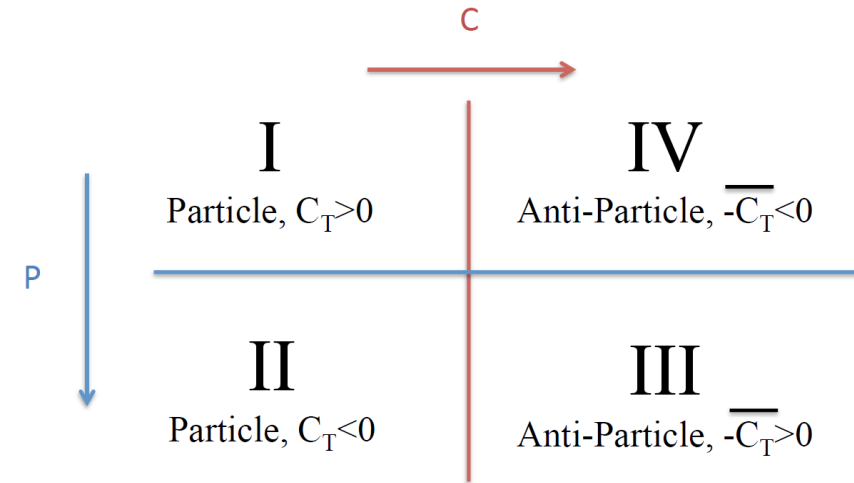 C
I
Particle, C_T>0
IV
Anti-Particle, -C̅_T̅<0
P
II
Particle, C_T<0
III
Anti-Particle, -C̅_T̅>0